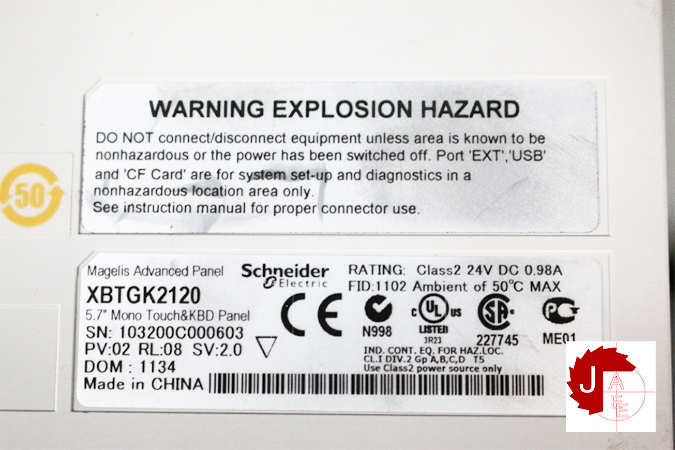 WARNING EXPLOSION HAZARD
DO NOT connect/disconnect equipment unless area is known to be
nonhazardous or the power has been switched off. Port 'EXT','USB'
and 'CF Card' are for system set-up and diagnostics in a
nonhazardous location area only.
See instruction manual for proper connector use.
50
Magelis Advanced Panel
XBTGK2120
5.7" Mono Touch&KBD Panel
SN: 103200C000603
PV:02 RL:08 SV:2.0
DOM : 1134
Made in CHINA
Schneider
Electric
RATING: Class2 24V DC 0.98A
FID:1102 Ambient of 50°C MAX
CE
N998
C UL US
LISTED
3R23
SA
227745
ME01
IND. CONT. EQ. FOR HAZ.LOC.
CL.I DIV.2 Gp A,B,C,D T5
Use Class2 power source only
J
A
F
E